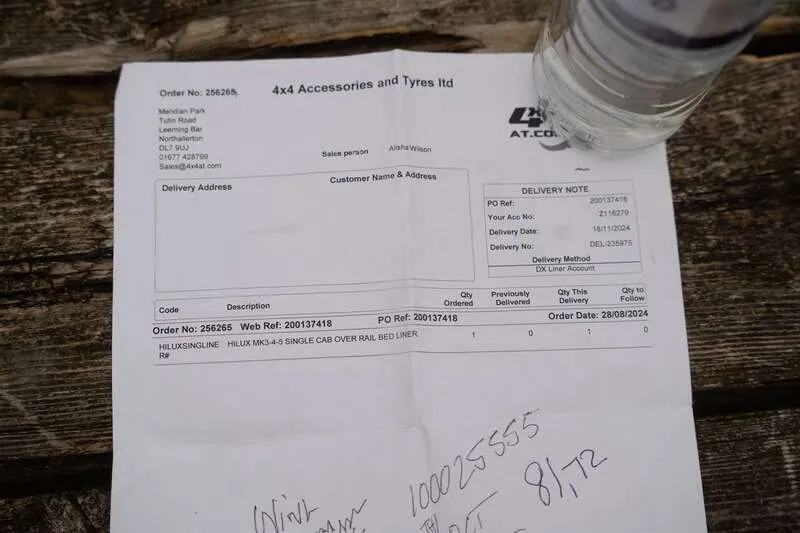 Order No: 256265
4x4 Accessories and Tyres ltd
Meridian Park
Tutin Road
Leeming Bar
Northallerton
DL7 9UJ
01677 428799
Sales@4x4at.com
Sales person Alisha Wilson
AT.CO
Delivery Address
Customer Name & Address
DELIVERY NOTE
PO Ref: 200137418
Your Acc No: Z116279
Delivery Date: 18/11/2024
Delivery No: DEL-235975
Delivery Method
DX Liner Account
Code Description Qty Ordered Previously Delivered Qty This Delivery Qty to Follow
Order No: 256265 Web Ref: 200137418 PO Ref: 200137418 Order Date: 28/08/2024
HILUXSINGLINE HILUX MK3-4-5 SINGLE CAB OVER RAIL BED LINER 1 0 1 0
R#
100025555